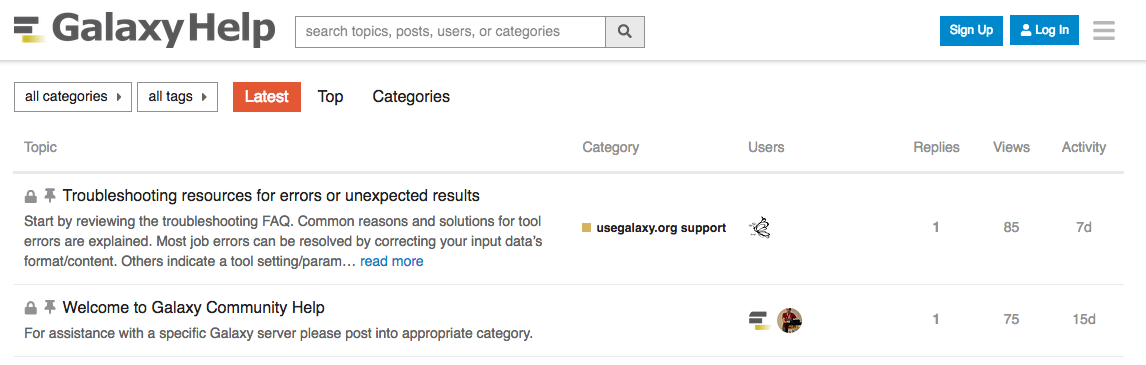 GalaxyHelp
search topics, posts, users, or categories
Sign Up
Log In
all categories
all tags
Latest
Top
Categories
Topic
Category
Users
Replies
Views
Activity
Troubleshooting resources for errors or unexpected results
Start by reviewing the troubleshooting FAQ. Common reasons and solutions for tool
errors are explained. Most job errors can be resolved by correcting your input data’s
format/content. Others indicate a tool setting/param… read more
usegalaxy.org support
1
85
7d
Welcome to Galaxy Community Help
For assistance with a specific Galaxy server please post into appropriate category.
1
75
15d